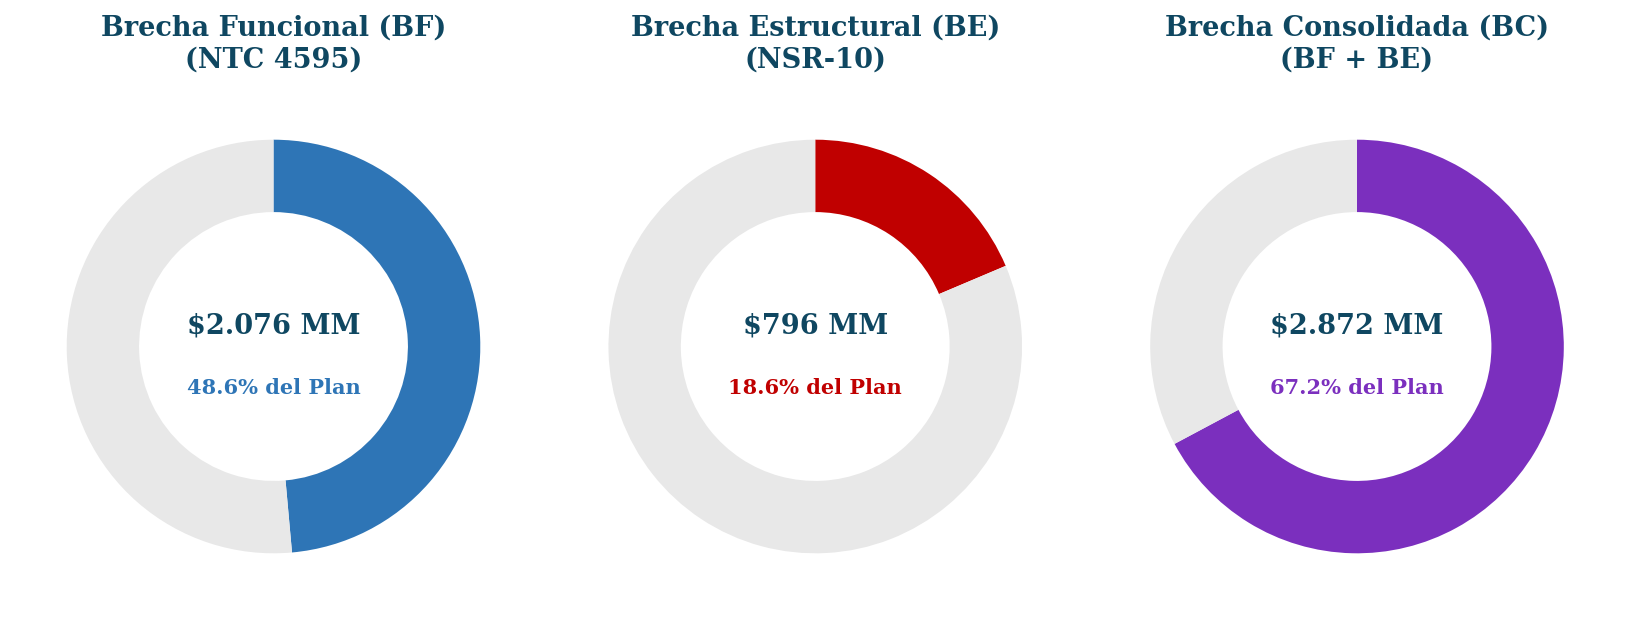 Brecha Funcional (BF)
(NTC 4595)
$2.076 MM
48.6% del Plan
Brecha Estructural (BE)
(NSR-10)
$796 MM
18.6% del Plan
Brecha Consolidada (BC)
(BF + BE)
$2.872 MM
67.2% del Plan